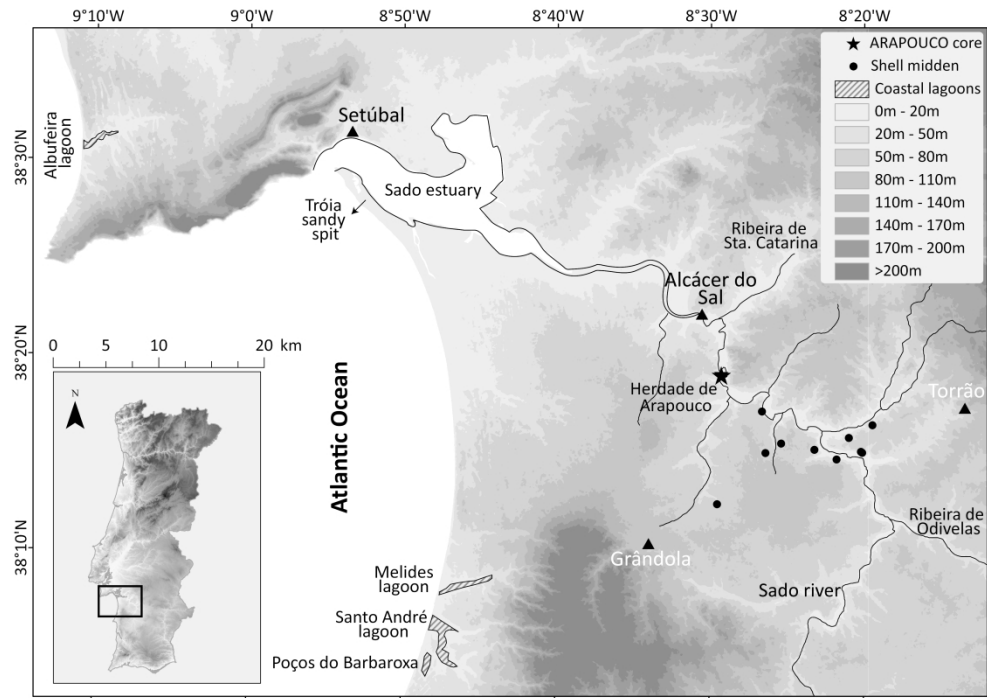 9°10'O
9°0'O
8°50'O
8°40'O
8°30'O
8°20'O
ARAPOUCO core
Shell midden
Coastal lagoons
0m - 20m
20m - 50m
50m - 80m
80m - 110m
110m - 140m
140m - 170m
170m - 200m
>200m
38°30'N
38°20'N
38°10'N
Albufeira
lagoon
Setúbal
Sado estuary
Tróia
sandy
spit
Ribeira de
Sta. Catarina
Alcácer do
Sal
Herdade de
Arapouco
Torrão
0 5 10 20 km
N
Atlantic Ocean
Ribeira de
Odivelas
Grândola
Sado river
Melides
lagoon
Santo André
lagoon
Poços do Barbaroxa